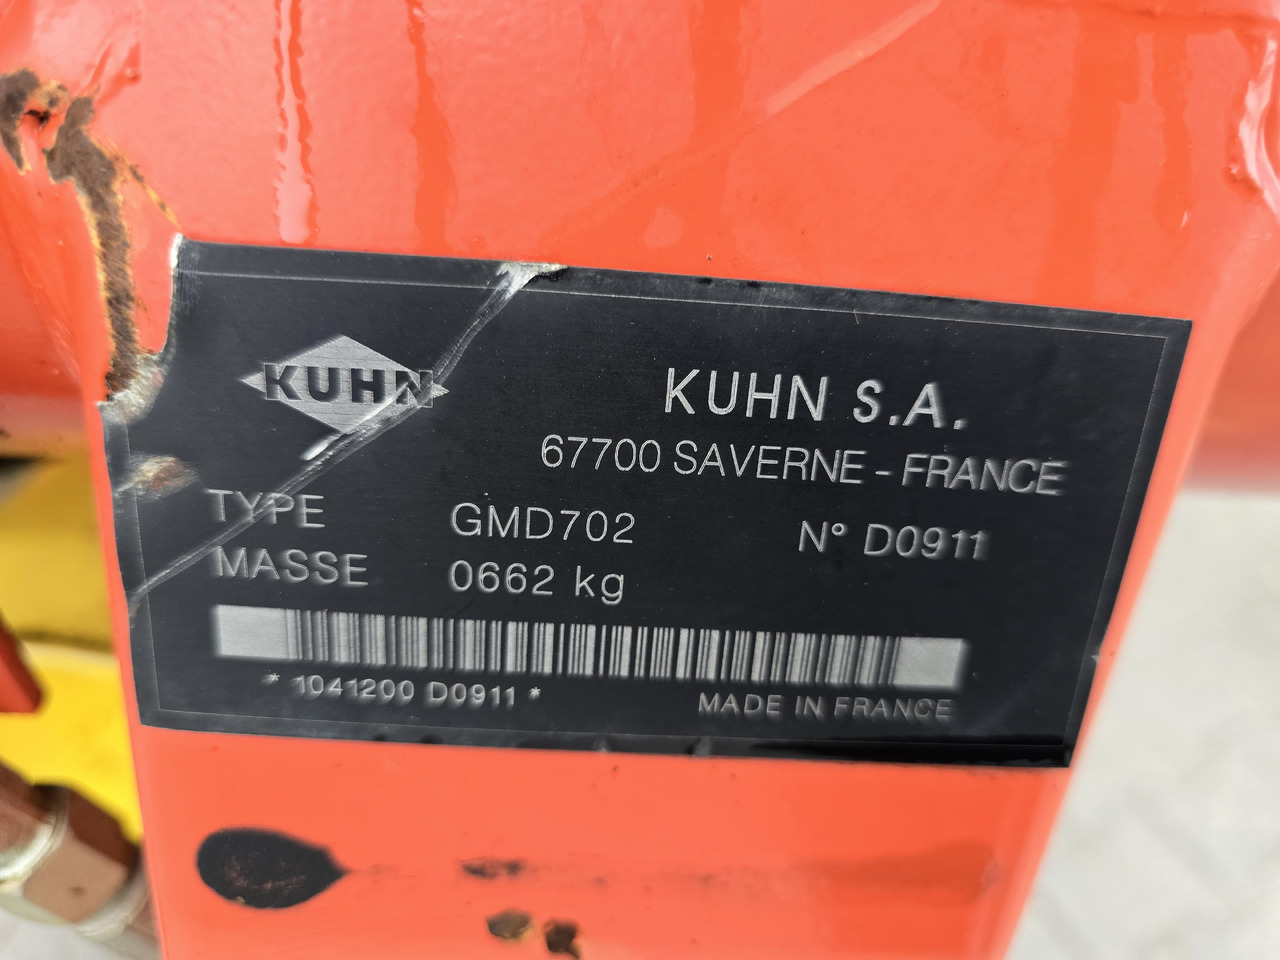 KUHN
KUHN S.A.
67700 SAVERNE - FRANCE
TYPE GMD702 N° D0911
MASSE 0662 kg
* 1041200 D0911 *
MADE IN FRANCE